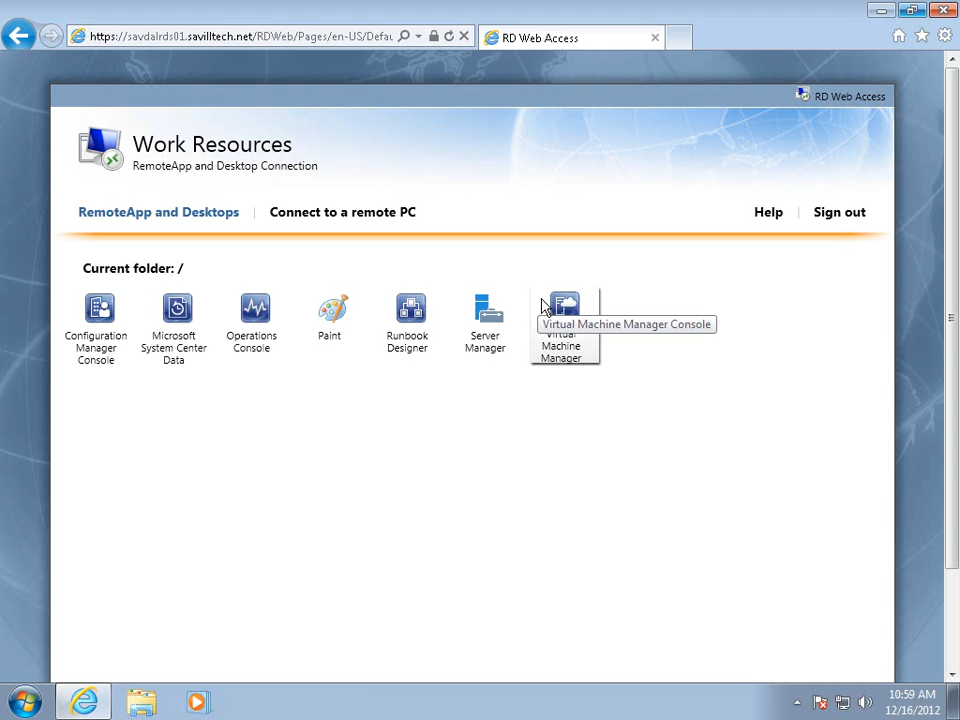 https://savdalrds01.savilltech.net/RDWeb/Pages/en-US/Defau
RD Web Access
RD Web Access
Work Resources
RemoteApp and Desktop Connection
RemoteApp and Desktops
Connect to a remote PC
Help
Sign out
Current folder: /
Configuration
Manager
Console
Microsoft
System Center
Data
Operations
Console
Paint
Runbook
Designer
Server
Manager
Virtual Machine Manager Console
Virtual
Machine
Manager
10:59 AM
12/16/2012